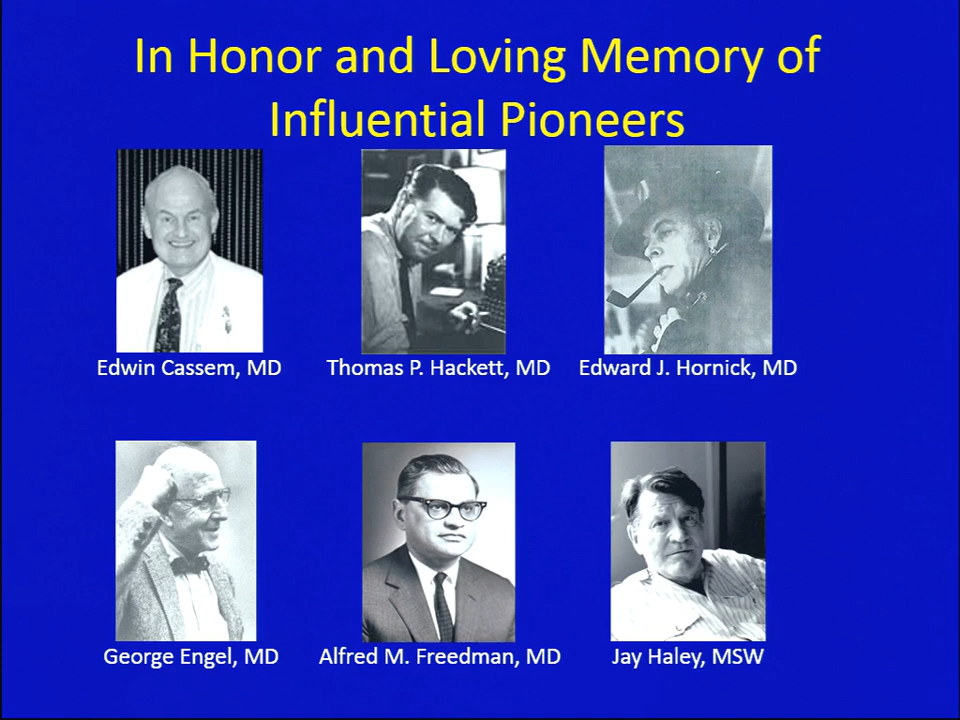 In Honor and Loving Memory of
Influential Pioneers
Edwin Cassem, MD
Thomas P. Hackett, MD
Edward J. Hornick, MD
George Engel, MD
Alfred M. Freedman, MD
Jay Haley, MSW